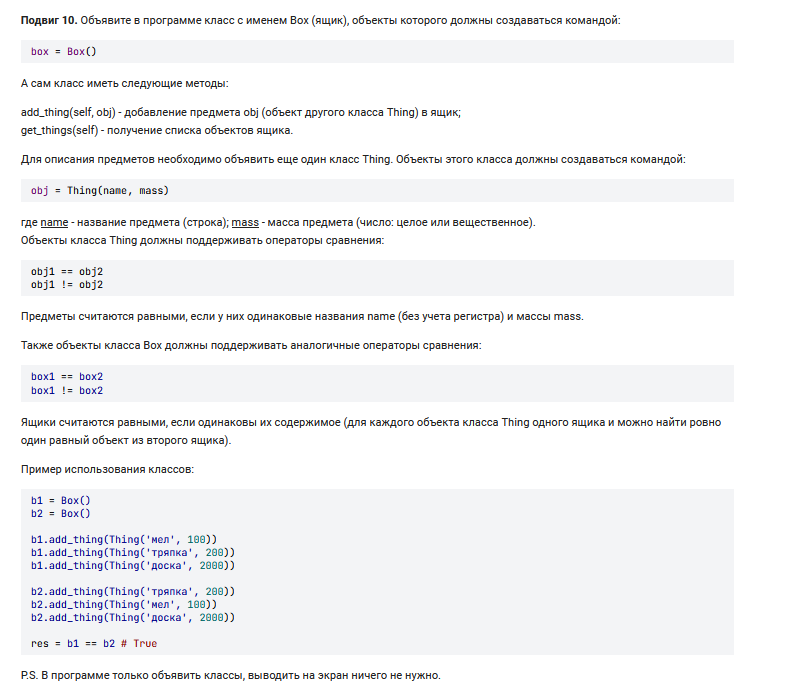 Подвиг 10. Объявите в программе класс с именем Box (ящик), объекты которого должны создаваться командой:
box = Box()
А сам класс иметь следующие методы:
add_thing(self, obj) - добавление предмета obj (объект другого класса Thing) в ящик;
get_things(self) - получение списка объектов ящика.
Для описания предметов необходимо объявить еще один класс Thing. Объекты этого класса должны создаваться командой:
obj = Thing(name, mass)
где name - название предмета (строка); mass - масса предмета (число: целое или вещественное).
Объекты класса Thing должны поддерживать операторы сравнения:
obj1 == obj2
obj1 != obj2
Предметы считаются равными, если у них одинаковые названия name (без учета регистра) и массы mass.
Также объекты класса Box должны поддерживать аналогичные операторы сравнения:
box1 == box2
box1 != box2
Ящики считаются равными, если одинаковы их содержимое (для каждого объекта класса Thing одного ящика и можно найти ровно
один равный объект из второго ящика).
Пример использования классов:
b1 = Box()
b2 = Box()
b1.add_thing(Thing('мел', 100))
b1.add_thing(Thing('тряпка', 200))
b1.add_thing(Thing('доска', 2000))
b2.add_thing(Thing('тряпка', 200))
b2.add_thing(Thing('мел', 100))
b2.add_thing(Thing('доска', 2000))
res = b1 == b2 # True
P.S. В программе только объявить классы, выводить на экран ничего не нужно.